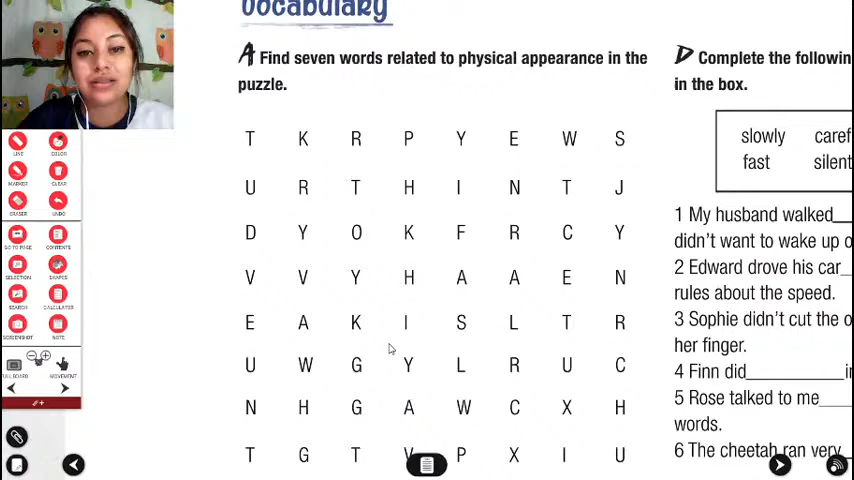 Vocabulary
A Find seven words related to physical appearance in the
puzzle.
T K R P Y E W S
U R T H I N T J
D Y O K F R C Y
V V Y H A A E N
E A K I S L T R
U W G Y L R U C
N H G A W C X H
T G T V P X I U
D Complete the followin
in the box.
slowly caref
fast silent
1 My husband walked
didn't want to wake up o
2 Edward drove his car
rules about the speed.
3 Sophie didn't cut the o
her finger.
4 Finn did in
5 Rose talked to me
words.
6 The cheetah ran very
LINE COLOR
MARKER CLEAR
ERASER UNDO
GO TO PAGE CONTENTS
SELECTION SHAPES
SEARCH CALCULATOR
SCREENSHOT NOTE
FULL BOARD MOVEMENT